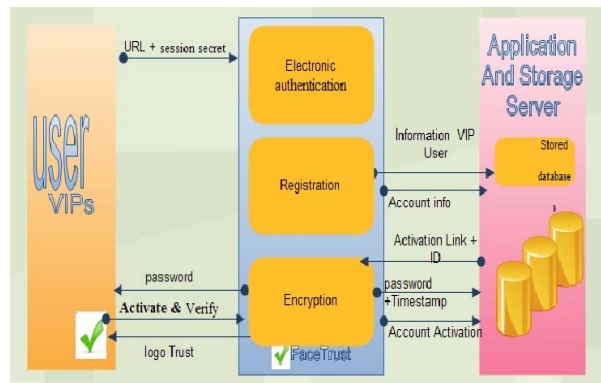 URL + session secret
user
VIPs
Electronic
authentication
Application
And Storage
Server
Information VIP
User
Stored
database
s
Registration
Account info
Activation Link +
ID
password
Activate & Verify
logo Trust
Encryption
password
+Timestamp
Account Activation
FaceTrust